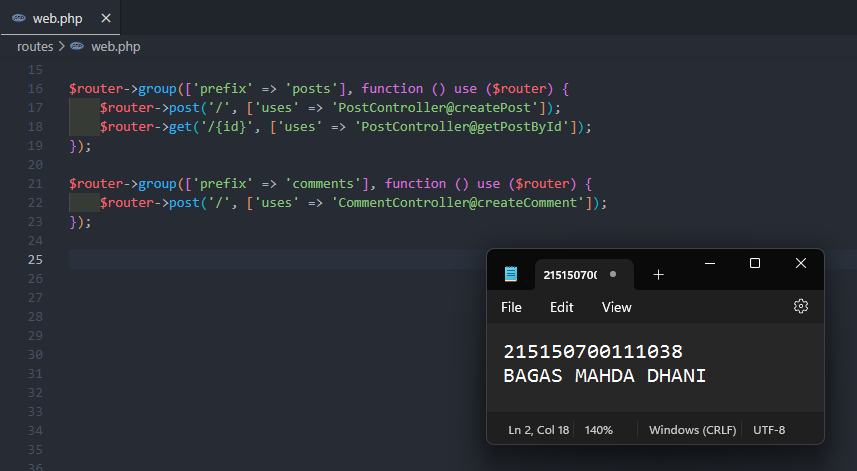 web.php
routes > web.php
15
16 $router->group(['prefix' => 'posts'], function () use ($router) {
17     $router->post('/', ['uses' => 'PostController@createPost']);
18     $router->get('/{id}', ['uses' => 'PostController@getPostById']);
19 });
20
21 $router->group(['prefix' => 'comments'], function () use ($router) {
22     $router->post('/', ['uses' => 'CommentController@createComment']);
23 });
24
25
26
27
28
29
30
31
32
33
34
35
36
215150700
File Edit View
215150700111038
BAGAS MAHDA DHANI
Ln 2, Col 18 140% Windows (CRLF) UTF-8